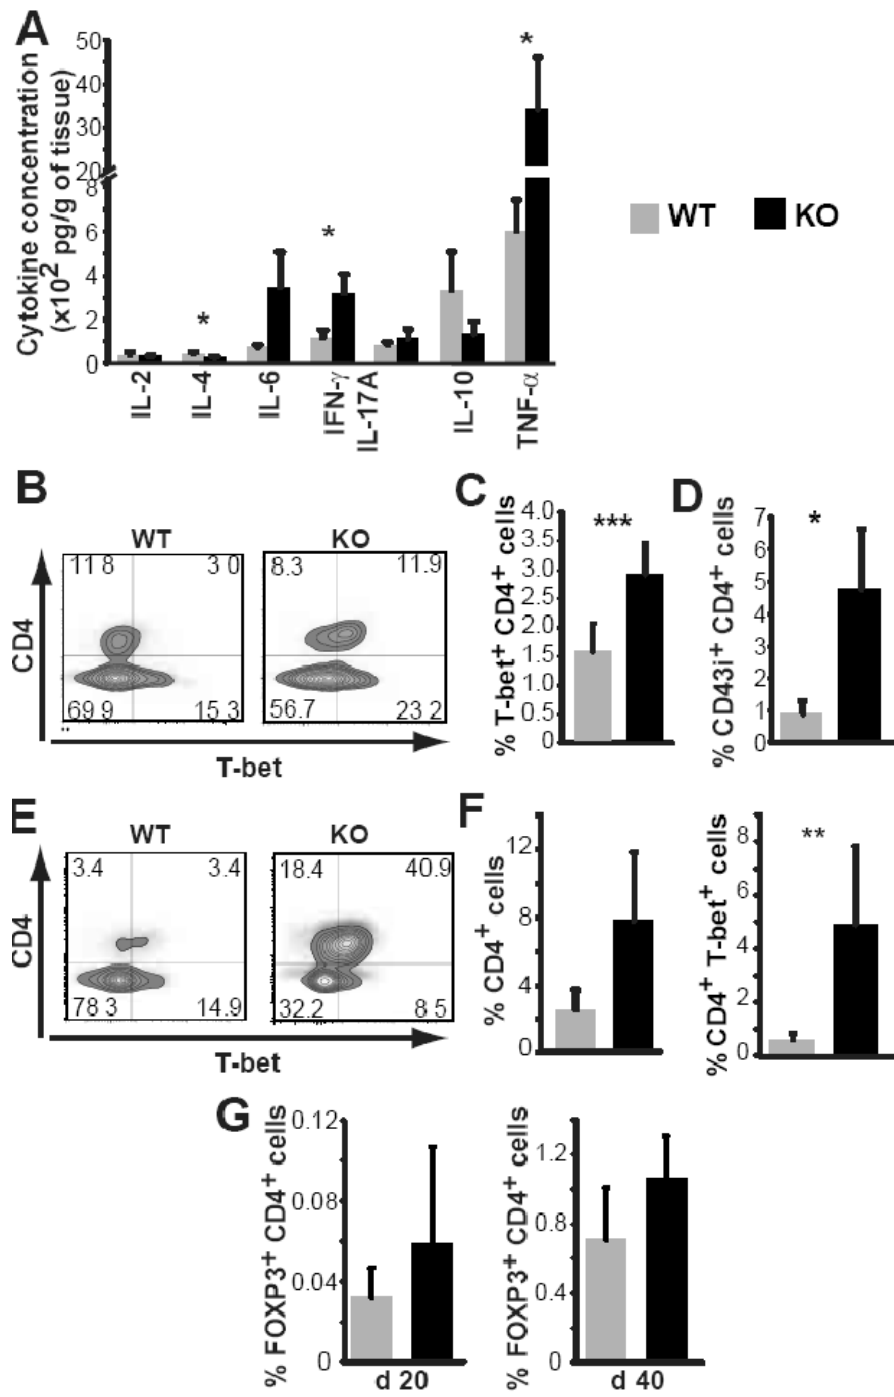 A
Cytokine concentration
(x10² pg/g of tissue)
50
40
30
20
8
6
4
2
0
*
*
*
IL-2
IL-4
IL-6
IFN-γ
IL-17A
IL-10
TNF-α
WT
KO
B
WT
KO
CD4
11 8
3 0
69 9
15 3
8.3
11.9
56.7
23 2
T-bet
C
% T-bet⁺ CD4⁺ cells
4.0
3.5
3.0
2.5
2.0
1.5
1.0
0.5
0
***
D
% CD43i⁺ CD4⁺ cells
7
6
5
4
3
2
1
0
*
E
WT
KO
CD4
3.4
3.4
78 3
14.9
18.4
40.9
32.2
8 5
T-bet
F
% CD4⁺ cells
12
8
4
0
% CD4⁺ T-bet⁺ cells
8
6
4
2
0
**
G
% FOXP3⁺ CD4⁺ cells
0.12
0.08
0.04
0
d 20
% FOXP3⁺ CD4⁺ cells
1.2
0.8
0.4
0
d 40